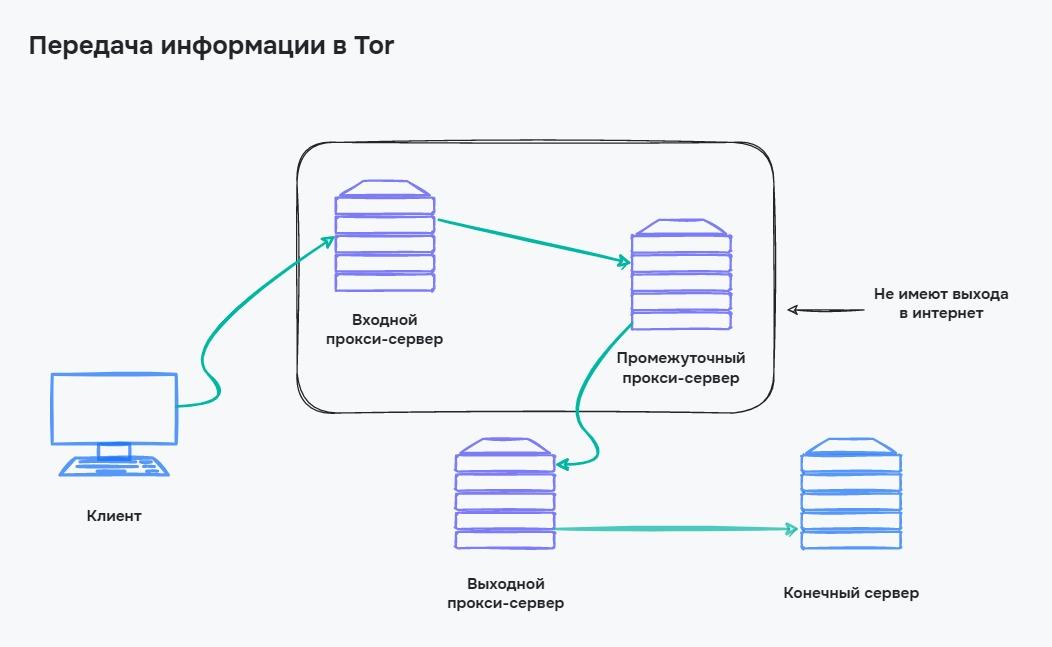 Передача информации в Tor
Входной
прокси-сервер
Не имеют выхода
в интернет
Промежуточный
прокси-сервер
Клиент
Выходной
прокси-сервер
Конечный сервер